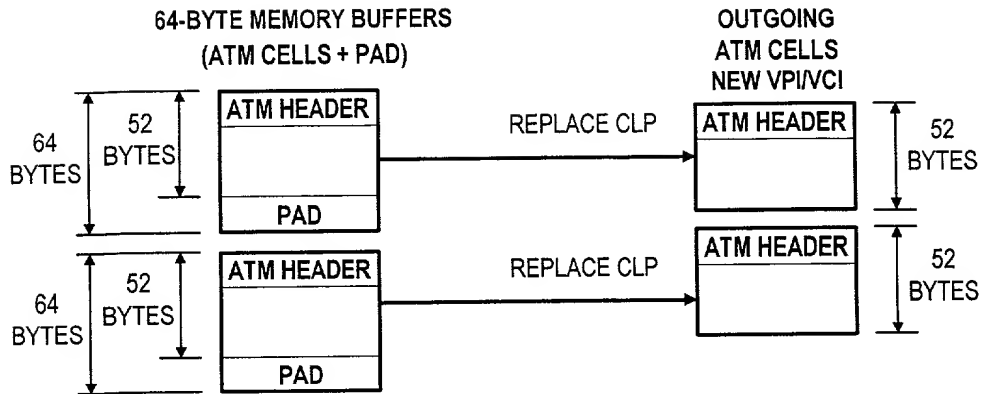 64-BYTE MEMORY BUFFERS
(ATM CELLS + PAD)
OUTGOING
ATM CELLS
NEW VPI/VCI
64
BYTES
52
BYTES
ATM HEADER
PAD
REPLACE CLP
ATM HEADER
52
BYTES
64
BYTES
52
BYTES
ATM HEADER
PAD
REPLACE CLP
ATM HEADER
52
BYTES